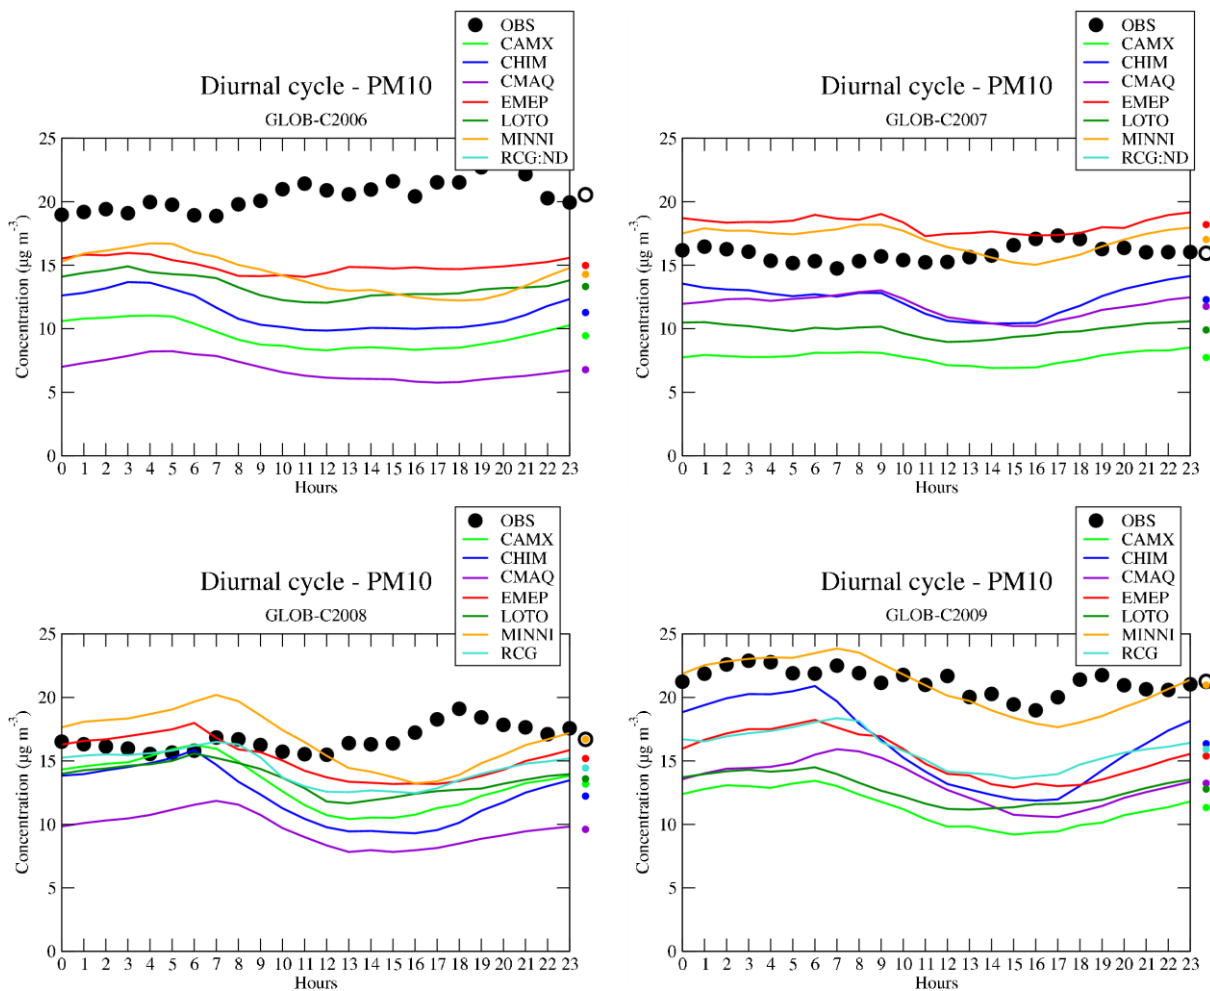 OBS
CAMX
CHIM
CMAQ
EMEP
LOTO
MINNI
RCG:ND
Diurnal cycle - PM10
GLOB-C2006
Concentration (µg m-3)
25
20
15
10
5
0
0 1 2 3 4 5 6 7 8 9 10 11 12 13 14 15 16 17 18 19 20 21 22 23
Hours
OBS
CAMX
CHIM
CMAQ
EMEP
LOTO
MINNI
RCG:ND
Diurnal cycle - PM10
GLOB-C2007
Concentration (µg m-3)
25
20
15
10
5
0
0 1 2 3 4 5 6 7 8 9 10 11 12 13 14 15 16 17 18 19 20 21 22 23
Hours
OBS
CAMX
CHIM
CMAQ
EMEP
LOTO
MINNI
RCG
Diurnal cycle - PM10
GLOB-C2008
Concentration (µg m-3)
25
20
15
10
5
0
0 1 2 3 4 5 6 7 8 9 10 11 12 13 14 15 16 17 18 19 20 21 22 23
Hours
OBS
CAMX
CHIM
CMAQ
EMEP
LOTO
MINNI
RCG
Diurnal cycle - PM10
GLOB-C2009
Concentration (µg m-3)
25
20
15
10
5
0
0 1 2 3 4 5 6 7 8 9 10 11 12 13 14 15 16 17 18 19 20 21 22 23
Hours